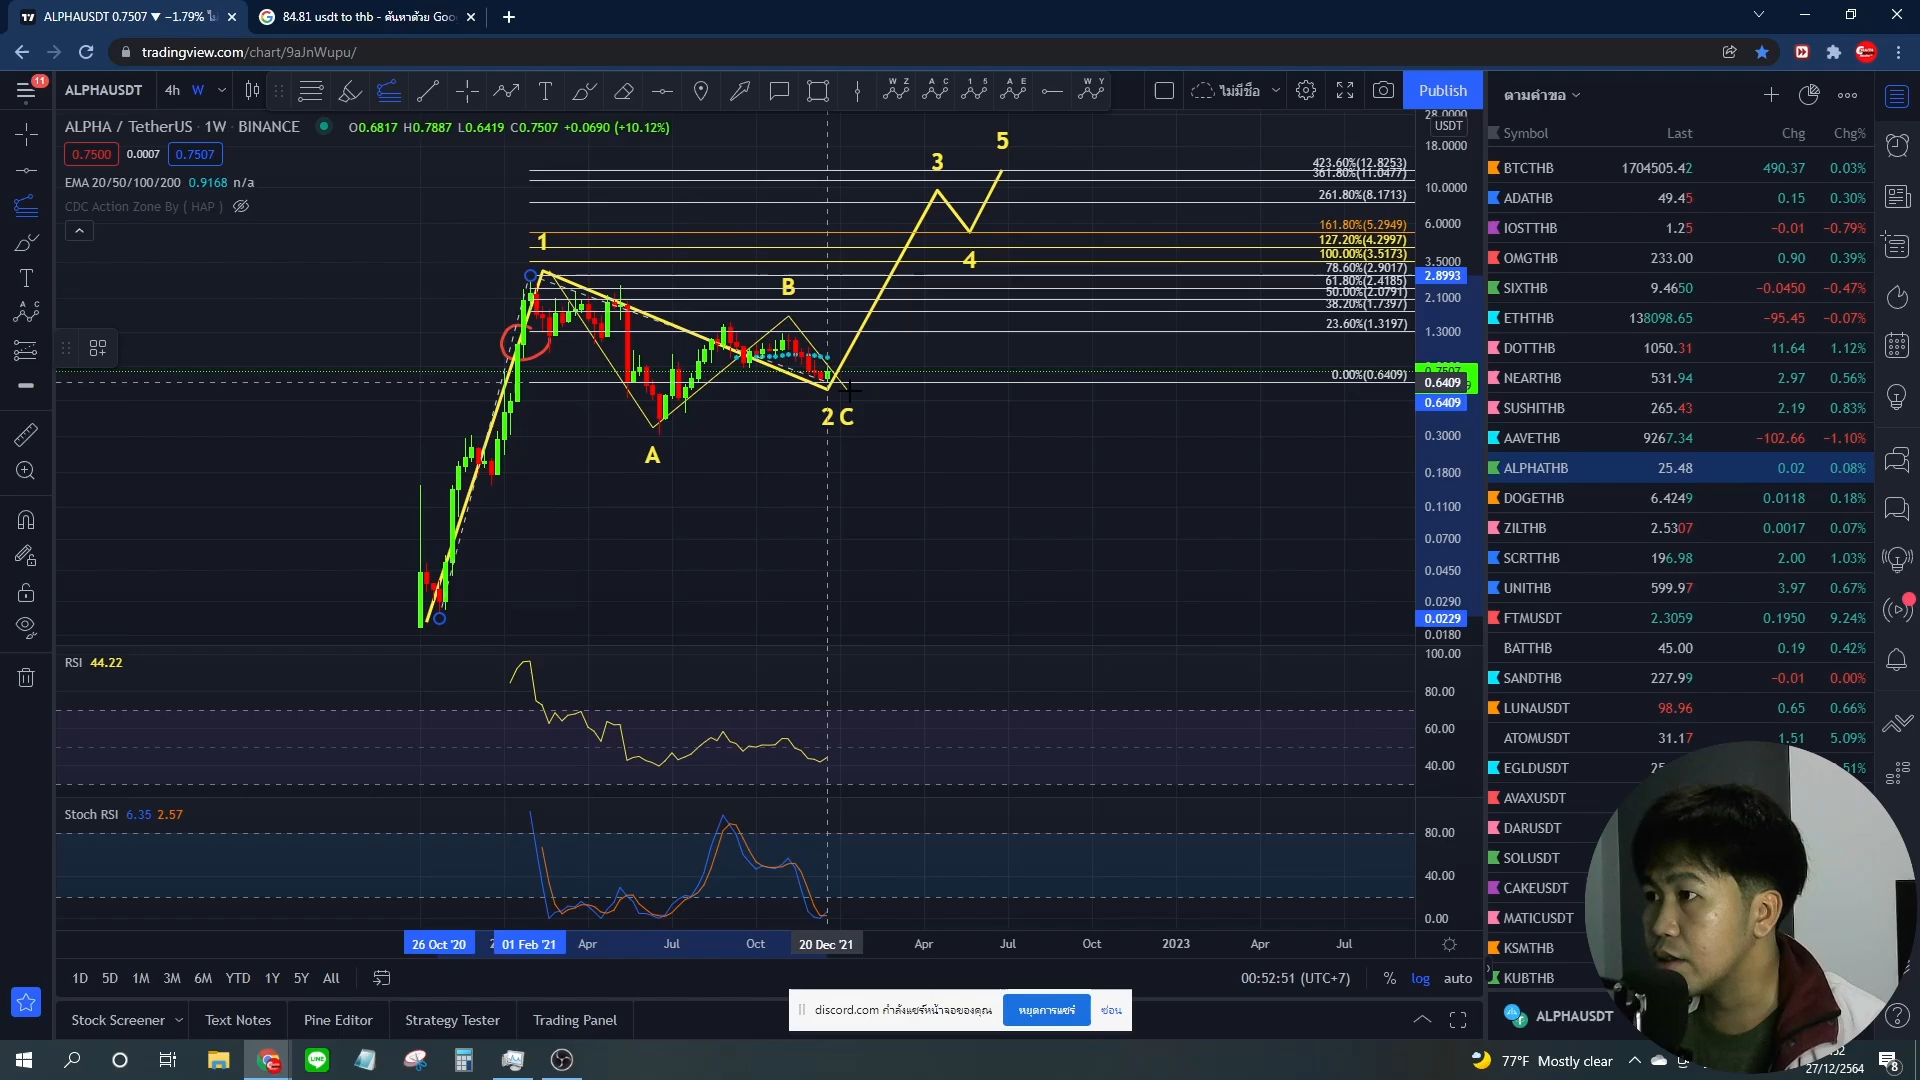 ALPHAUSDT 0.7507 ▼ −1.79%
84.81 usdt to thb - ค้นหาด้วย Goo
tradingview.com/chart/9aJnWupu/
11
ALPHAUSDT
4h
W
ไม่มีชื่อ
Publish
ALPHA / TetherUS · 1W · BINANCE
O0.6817 H0.7887 L0.6419 C0.7507 +0.0690 (+10.12%)
0.7500
0.0007
0.7507
EMA 20/50/100/200 0.9168 n/a
CDC Action Zone By ( HAP )
1
2 C
3
4
5
A
B
423.60%(12.8253)
361.80%(11.0477)
261.80%(8.1713)
161.80%(5.2949)
127.20%(4.2997)
100.00%(3.5173)
78.60%(2.9017)
61.80%(2.4185)
50.00%(2.0791)
38.20%(1.7397)
23.60%(1.3197)
0.00%(0.6409)
28.0000
USDT
18.0000
10.0000
6.0000
3.5000
2.8993
2.1000
1.3000
0.6409
0.6409
0.3000
0.1800
0.1100
0.0700
0.0450
0.0290
0.0229
0.0180
RSI 44.22
100.00
80.00
60.00
40.00
Stoch RSI 6.35 2.57
80.00
40.00
0.00
26 Oct '20
01 Feb '21
Apr
Jul
Oct
20 Dec '21
Apr
Jul
Oct
2023
Apr
Jul
1D 5D 1M 3M 6M YTD 1Y 5Y All
00:52:51 (UTC+7)
%
log
auto
Stock Screener
Text Notes
Pine Editor
Strategy Tester
Trading Panel
discord.com กำลังแชร์หน้าจอของคุณ
หยุดการแชร์
ซ่อน
ตามคำขอ
Symbol Last Chg Chg%
BTCTHB 1704505.42 490.37 0.03%
ADATHB 49.45 0.15 0.30%
IOSTTHB 1.25 −0.01 −0.79%
OMGTHB 233.00 0.90 0.39%
SIXTHB 9.4650 −0.0450 −0.47%
ETHTHB 138098.65 −95.45 −0.07%
DOTTHB 1050.31 11.64 1.12%
NEARTHB 531.94 2.97 0.56%
SUSHITHB 265.43 2.19 0.83%
AAVETHB 9267.34 −102.66 −1.10%
ALPHATHB 25.48 0.02 0.08%
DOGETHB 6.4249 0.0118 0.18%
ZILTHB 2.5307 0.0017 0.07%
SCRTTHB 196.98 2.00 1.03%
UNITHB 599.97 3.97 0.67%
FTMUSDT 2.3059 0.1950 9.24%
BATTHB 45.00 0.19 0.42%
SANDTHB 227.99 −0.01 0.00%
LUNAUSDT 98.96 0.65 0.66%
ATOMUSDT 31.17 1.51 5.09%
EGLDUSDT
AVAXUSDT
DARUSDT
SOLUSDT
CAKEUSDT
MATICUSDT
KSMTHB
KUBTHB
ALPHAUSDT
77°F Mostly clear
27/12/2564
8